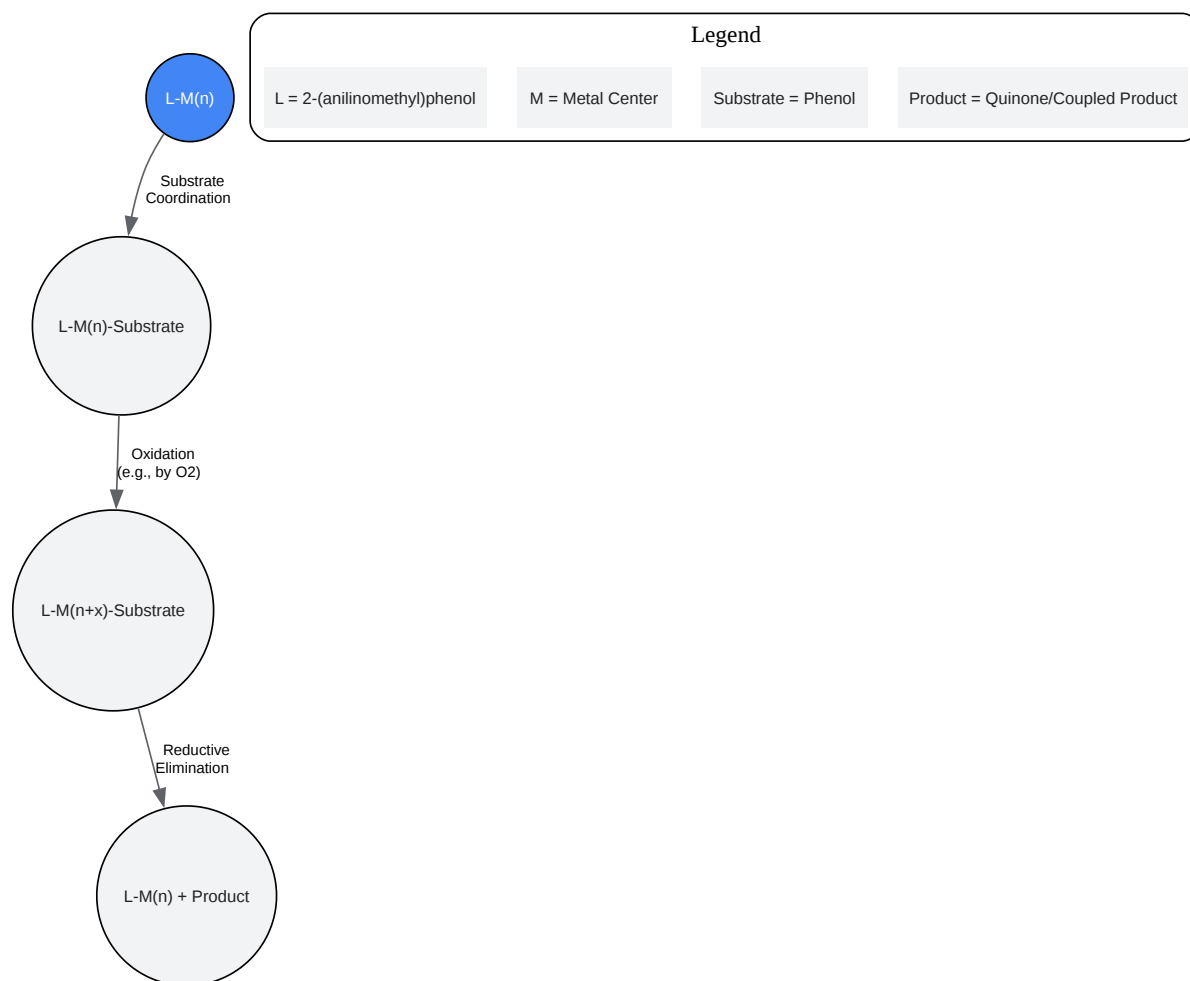 Legend
L-M(n)
L = 2-(anilinomethyl)phenol
M = Metal Center
Substrate = Phenol
Product = Quinone/Coupled Product
Substrate
Coordination
L-M(n)-Substrate
Oxidation
(e.g., by O2)
L-M(n+x)-Substrate
Reductive
Elimination
L-M(n) + Product